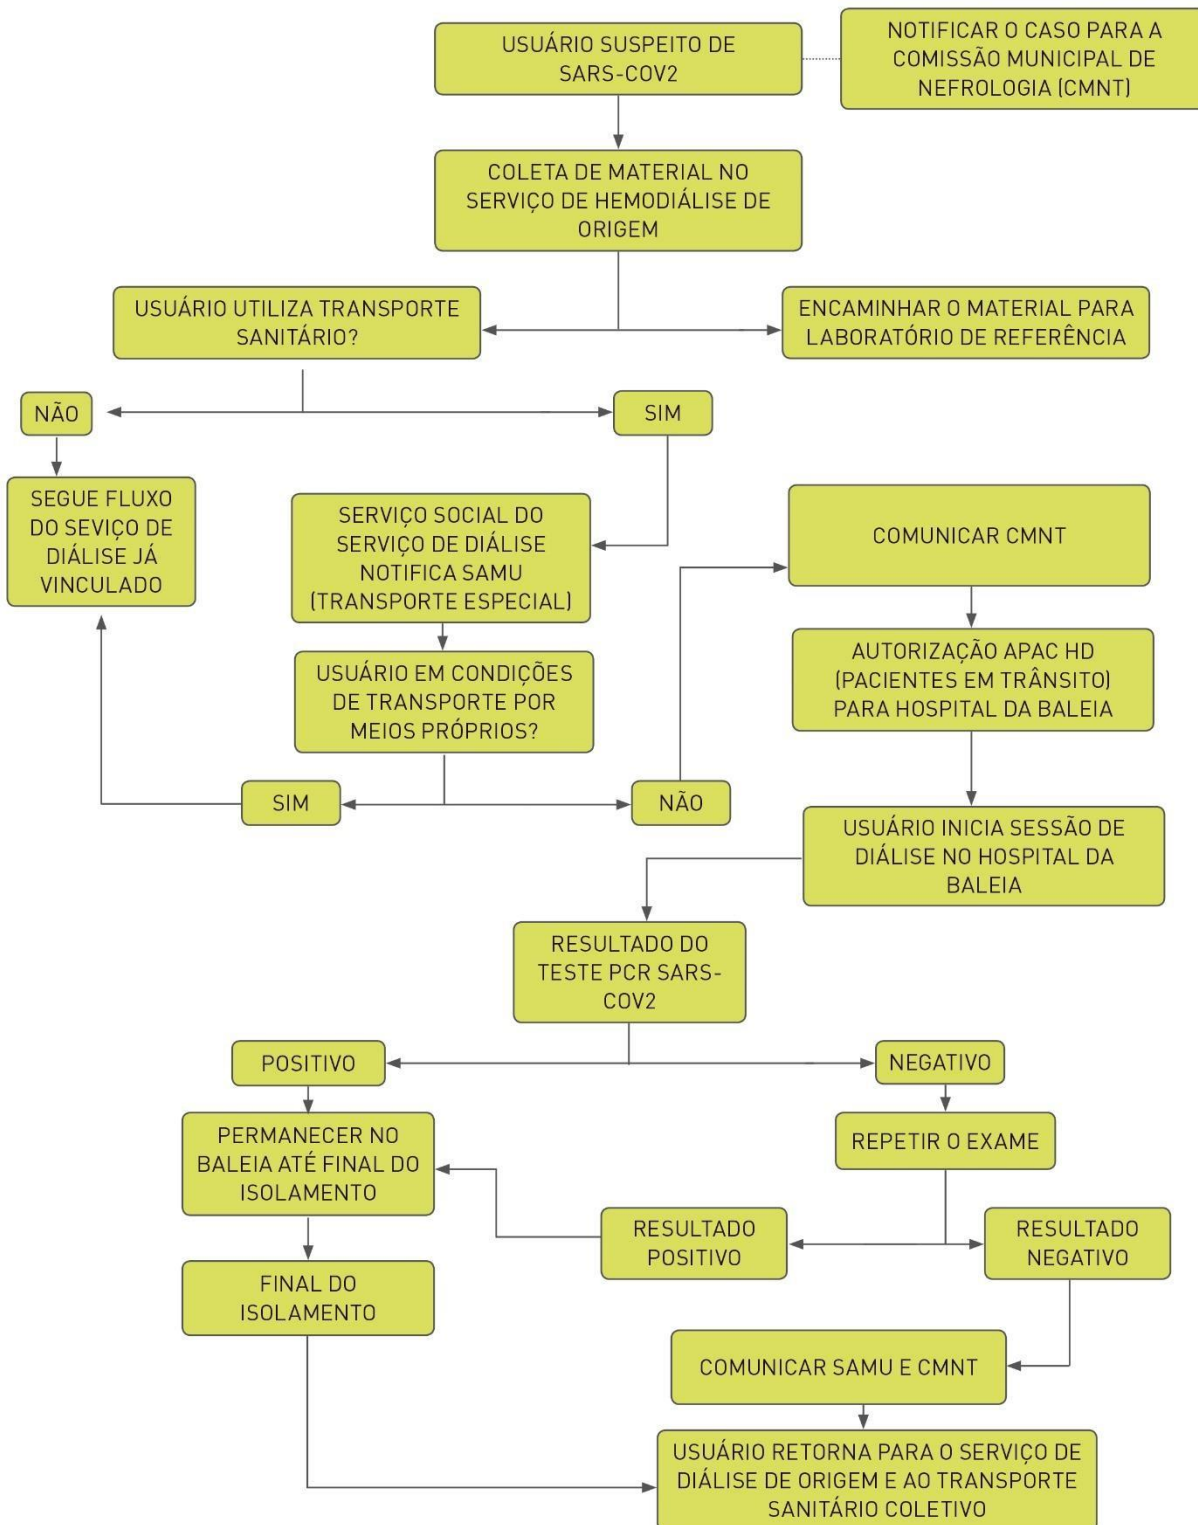 USUÁRIO SUSPEITO DE
SARS-COV2
NOTIFICAR O CASO PARA A
COMISSÃO MUNICIPAL DE
NEFROLOGIA (CMNT)
COLETA DE MATERIAL NO
SERVIÇO DE HEMODIÁLISE DE
ORIGEM
USUÁRIO UTILIZA TRANSPORTE
SANITÁRIO?
ENCAMINHAR O MATERIAL PARA
LABORATÓRIO DE REFERÊNCIA
NÃO
SIM
SEGUE FLUXO
DO SEVIÇO DE
DIÁLISE JÁ
VINCULADO
SERVIÇO SOCIAL DO
SERVIÇO DE DIÁLISE
NOTIFICA SAMU
(TRANSPORTE ESPECIAL)
COMUNICAR CMNT
USUÁRIO EM CONDIÇÕES
DE TRANSPORTE POR
MEIOS PRÓPRIOS?
AUTORIZAÇÃO APAC HD
(PACIENTES EM TRÂNSITO)
PARA HOSPITAL DA BALEIA
SIM
NÃO
USUÁRIO INICIA SESSÃO DE
DIÁLISE NO HOSPITAL DA
BALEIA
RESULTADO DO
TESTE PCR SARS-
COV2
POSITIVO
NEGATIVO
PERMANECER NO
BALEIA ATÉ FINAL DO
ISOLAMENTO
REPETIR O EXAME
RESULTADO
POSITIVO
RESULTADO
NEGATIVO
FINAL DO
ISOLAMENTO
COMUNICAR SAMU E CMNT
USUÁRIO RETORNA PARA O SERVIÇO DE
DIÁLISE DE ORIGEM E AO TRANSPORTE
SANITÁRIO COLETIVO